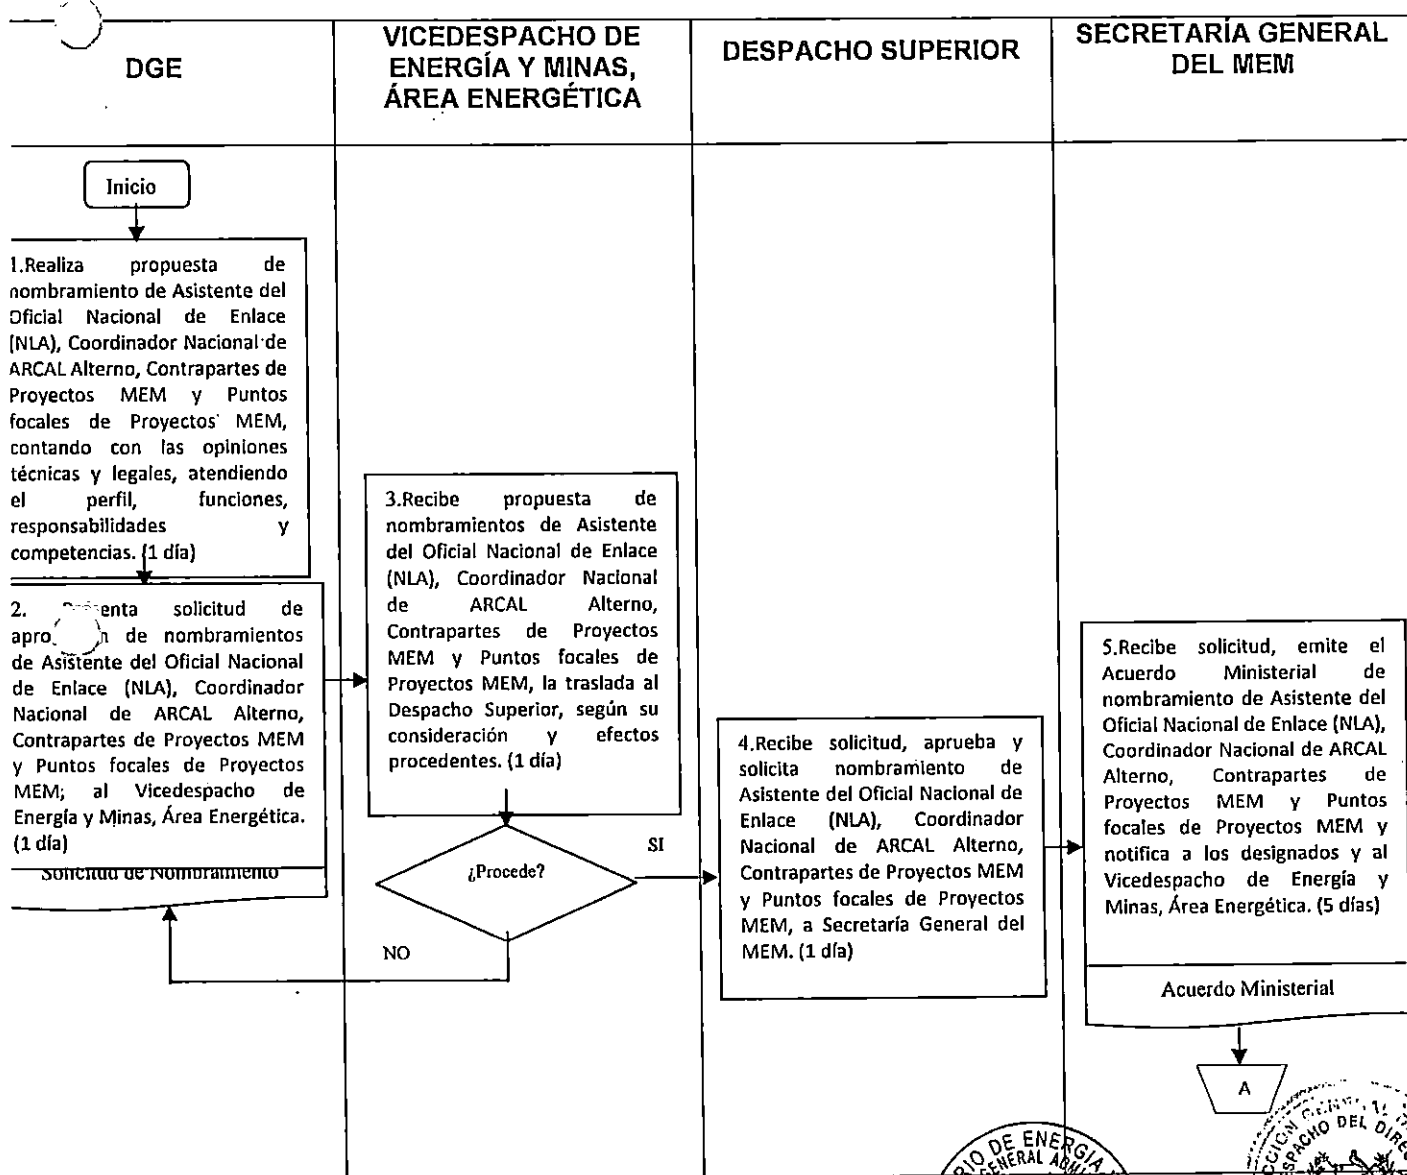 DGE
VICEDESPACHO DE
ENERGÍA Y MINAS,
ÁREA ENERGÉTICA
DESPACHO SUPERIOR
SECRETARÍA GENERAL
DEL MEM
Inicio
1.Realiza propuesta de
nombramiento de Asistente del
Oficial Nacional de Enlace
(NLA), Coordinador Nacional de
ARCAL Alterno, Contrapartes de
Proyectos MEM y Puntos
focales de Proyectos MEM,
contando con las opiniones
técnicas y legales, atendiendo
el perfil, funciones,
responsabilidades y
competencias. (1 día)
2. solicitud de
de nombramientos
de Asistente del Oficial Nacional
de Enlace (NLA), Coordinador
Nacional de ARCAL Alterno,
Contrapartes de Proyectos MEM
y Puntos focales de Proyectos
MEM; al Vicedespacho de
Energía y Minas, Área Energética.
(1 día)
Solicitud de Nombramiento
3.Recibe propuesta de
nombramientos de Asistente
del Oficial Nacional de Enlace
(NLA), Coordinador Nacional
de ARCAL Alterno,
Contrapartes de Proyectos
MEM y Puntos focales de
Proyectos MEM, la traslada al
Despacho Superior, según su
consideración y efectos
procedentes. (1 día)
¿Procede?
SI
NO
4.Recibe solicitud, aprueba y
solicita nombramiento de
Asistente del Oficial Nacional de
Enlace (NLA), Coordinador
Nacional de ARCAL Alterno,
Contrapartes de Proyectos MEM
y Puntos focales de Proyectos
MEM, a Secretaría General del
MEM. (1 día)
5.Recibe solicitud, emite el
Acuerdo Ministerial de
nombramiento de Asistente del
Oficial Nacional de Enlace (NLA),
Coordinador Nacional de ARCAL
Alterno, Contrapartes de
Proyectos MEM y Puntos
focales de Proyectos MEM y
notifica a los designados y al
Vicedespacho de Energía y
Minas, Área Energética. (5 días)
Acuerdo Ministerial
A
DE ENERGÍA
DEL